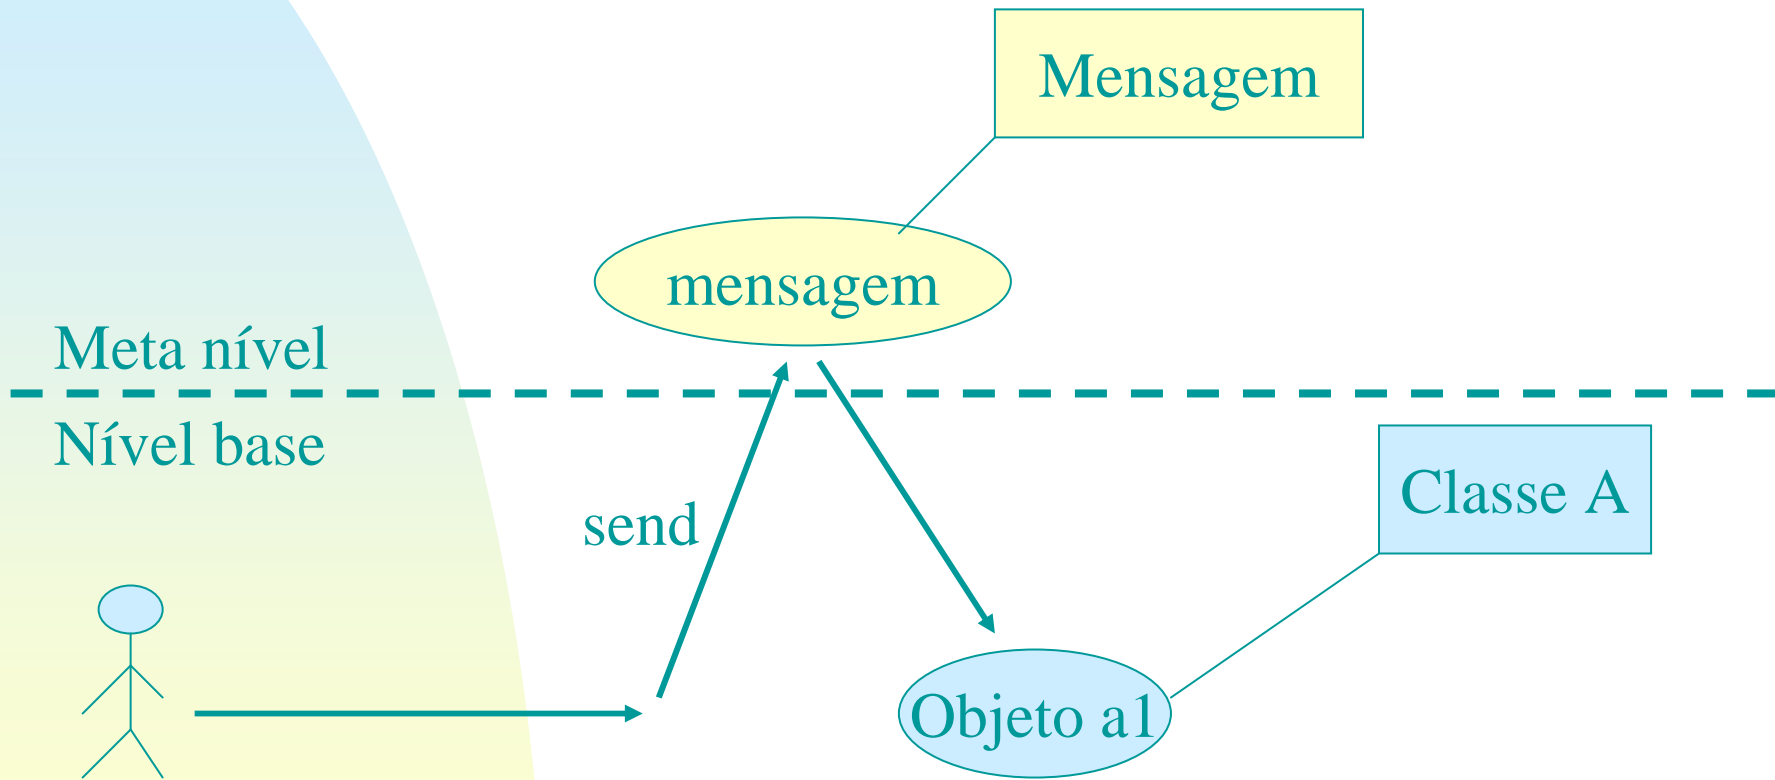 Mensagem
mensagem
Meta nível
Nível base
Classe A
send
Objeto a1